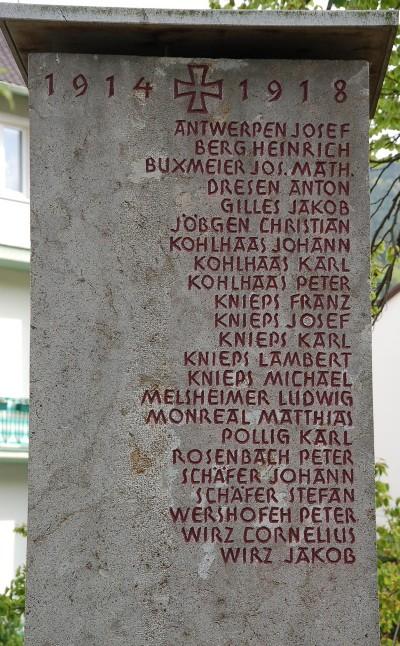 1914 1918
ANTWERPEN JOSEF
BERG HEINRICH
BUXMEIER JOS. MATH.
DRESEN ANTON
GILLES JAKOB
JÖBGEN CHRISTIAN
KOHLHAAS JOHANN
KOHLHAAS KARL
KOHLHAAS PETER
KNIEPS FRANZ
KNIEPS JOSEF
KNIEPS KARL
KNIEPS LAMBERT
KNIEPS MICHAEL
MELSHEIMER LUDWIG
MONREAL MATTHIAS
POLLIG KARL
ROSENBACH PETER
SCHÄFER JOHANN
SCHÄFER STEFAN
WERSHOFEH PETER
WIRZ CORNELIUS
WIRZ JAKOB